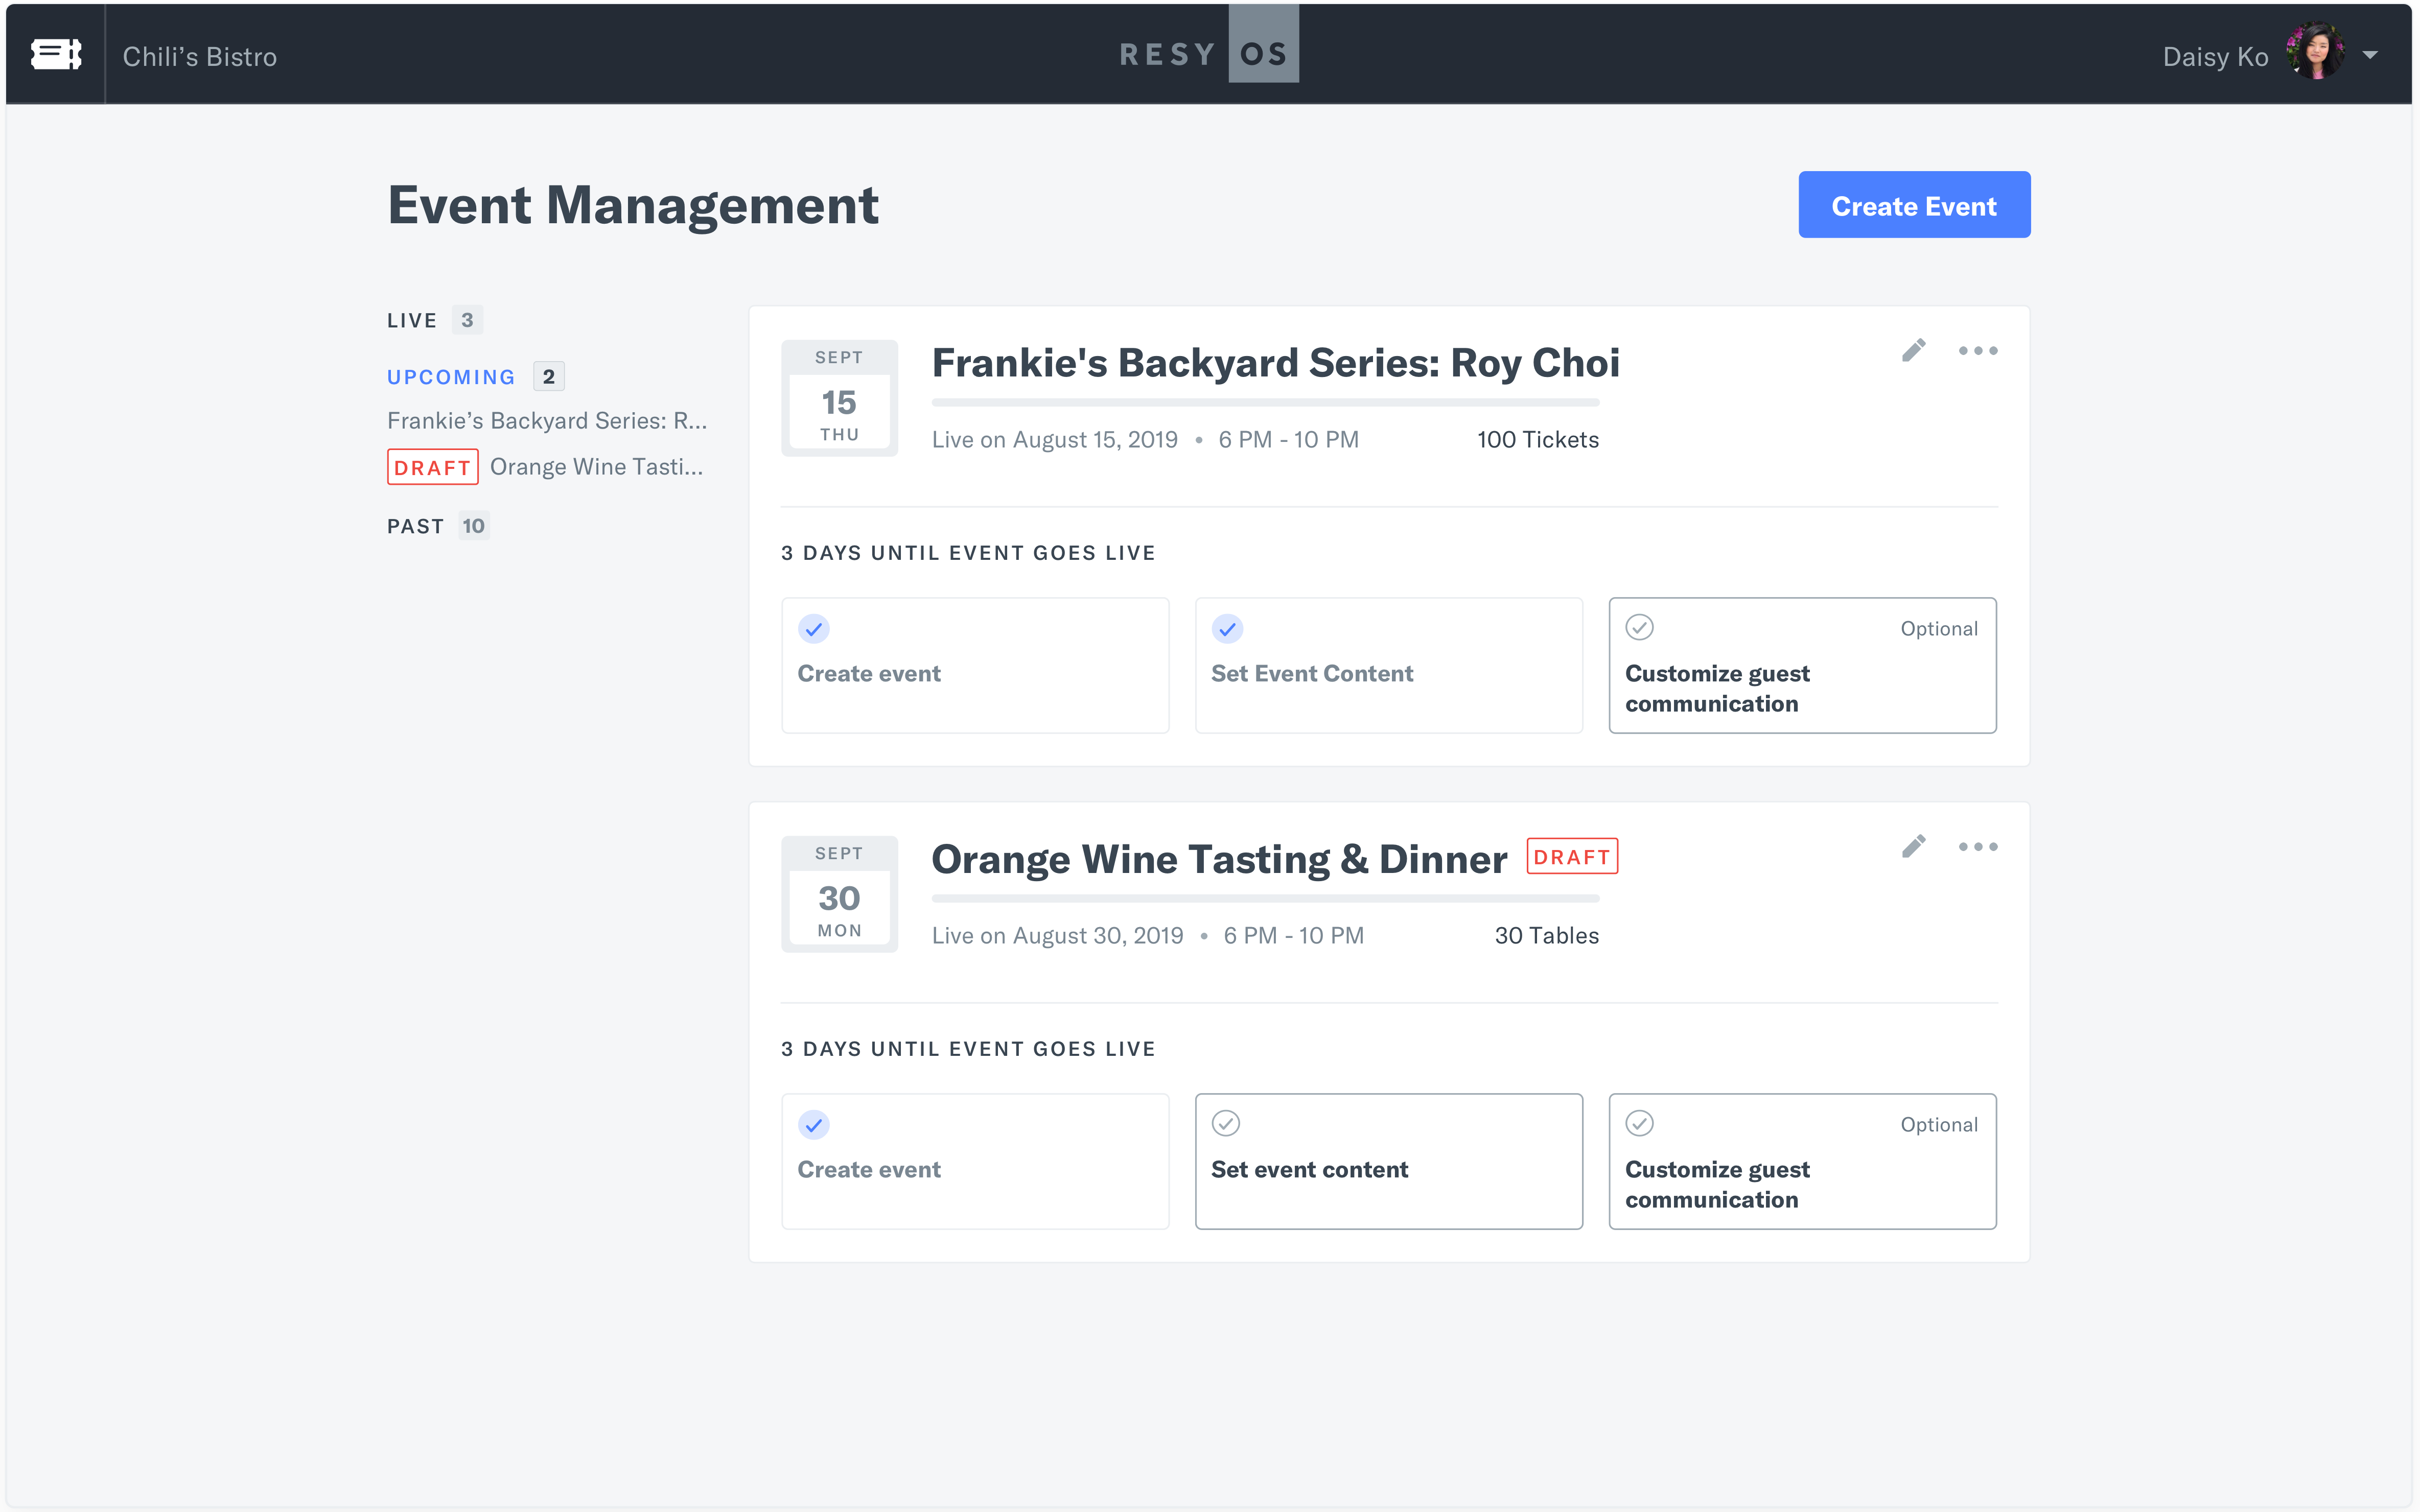 Chili’s Bistro
RESY OS
Daisy Ko
Event Management
Create Event
LIVE 3
UPCOMING 2
Frankie’s Backyard Series: R...
DRAFT Orange Wine Tasti...
PAST 10
SEPT
15
THU
Frankie's Backyard Series: Roy Choi
Live on August 15, 2019 • 6 PM - 10 PM 100 Tickets
3 DAYS UNTIL EVENT GOES LIVE
Create event
Set Event Content
Optional
Customize guest
communication
SEPT
30
MON
Orange Wine Tasting & Dinner DRAFT
Live on August 30, 2019 • 6 PM - 10 PM 30 Tables
3 DAYS UNTIL EVENT GOES LIVE
Create event
Set event content
Optional
Customize guest
communication